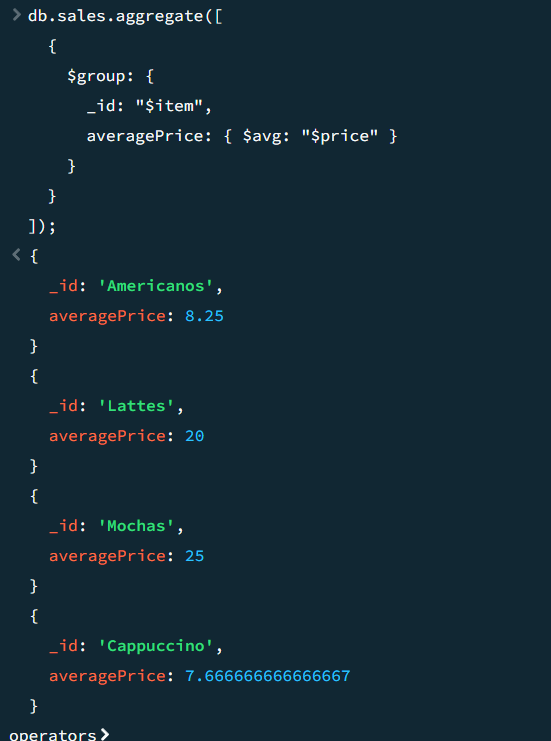 > db.sales.aggregate([
{
$group: {
_id: "$item",
averagePrice: { $avg: "$price" }
}
}
]);
< {
_id: 'Americanos',
averagePrice: 8.25
}
{
_id: 'Lattes',
averagePrice: 20
}
{
_id: 'Mochas',
averagePrice: 25
}
{
_id: 'Cappuccino',
averagePrice: 7.666666666666667
}
operators>